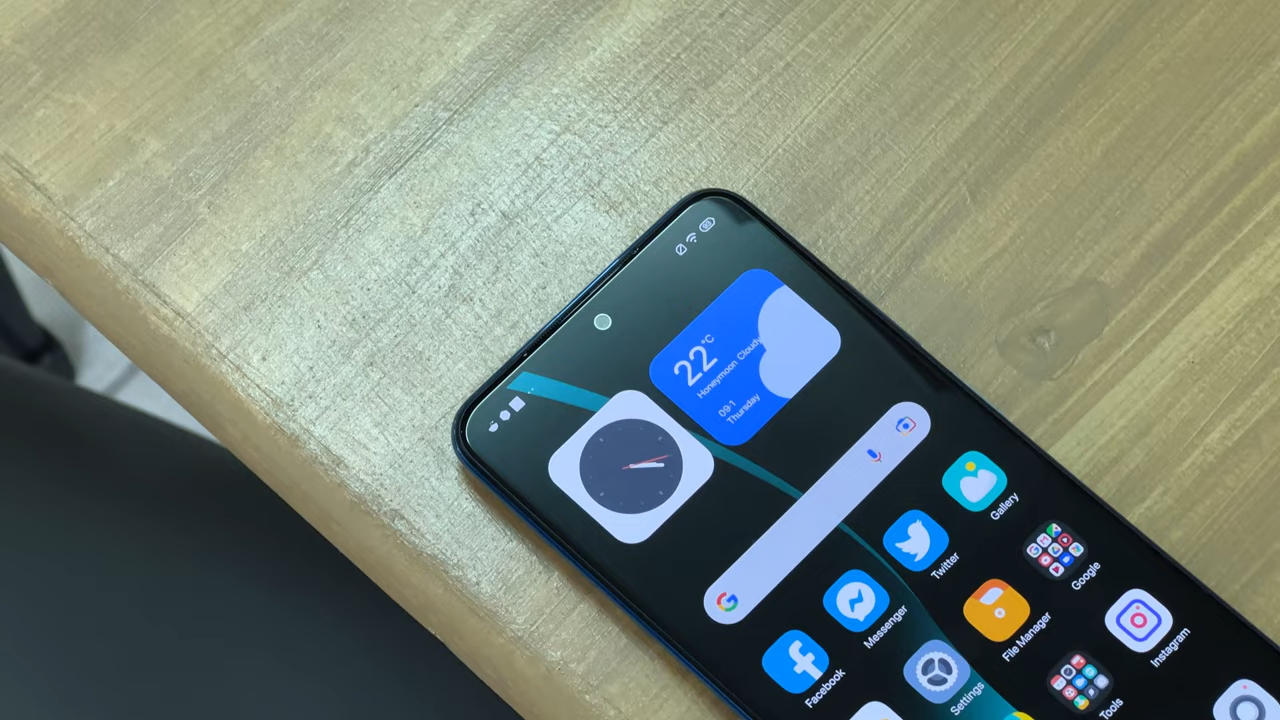 22°C
Honeymoon Cloudy
09-1
Thursday
Gallery
Twitter
Google
Messenger
File Manager
Instagram
Facebook
Settings
Tools